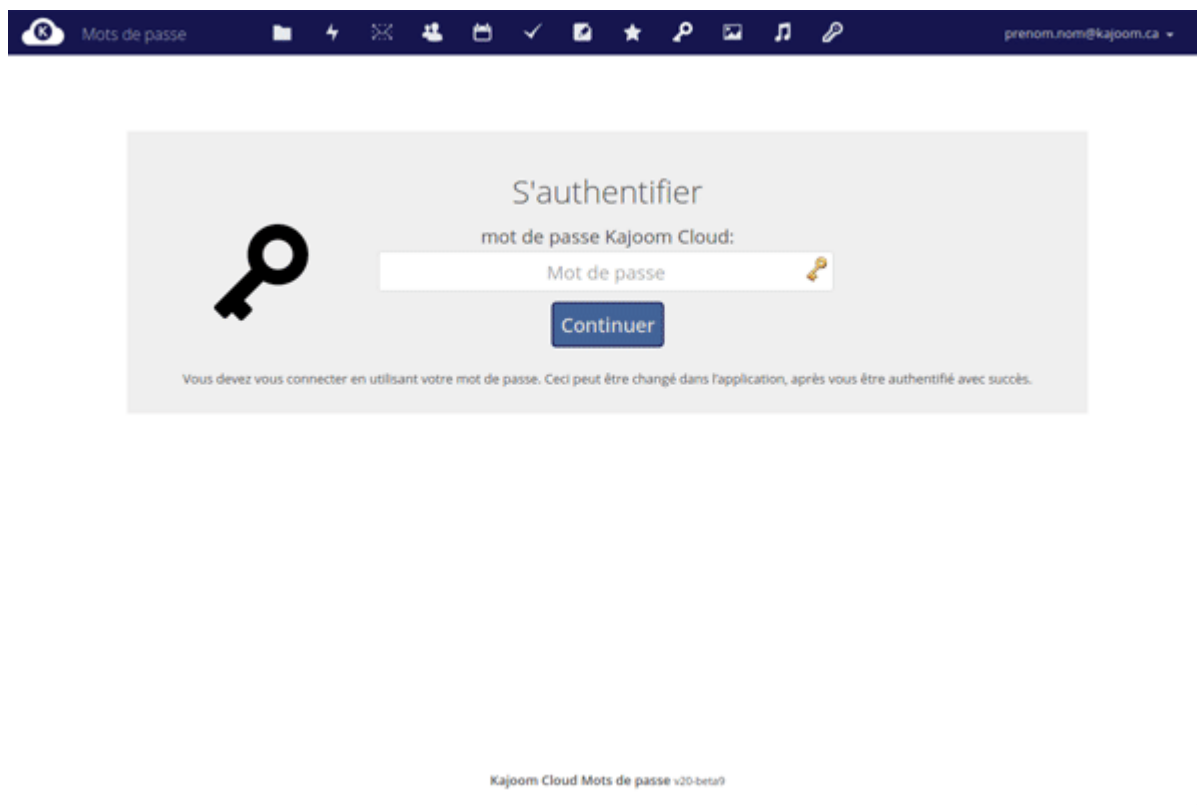 K
Mots de passe
prenom.nom@kajoom.ca
S'authentifier
mot de passe Kajoom Cloud:
Mot de passe
Continuer
Vous devez vous connecter en utilisant votre mot de passe. Ceci peut être changé dans l'application, après vous être authentifié avec succès.
Kajoom Cloud Mots de passe v20-beta9